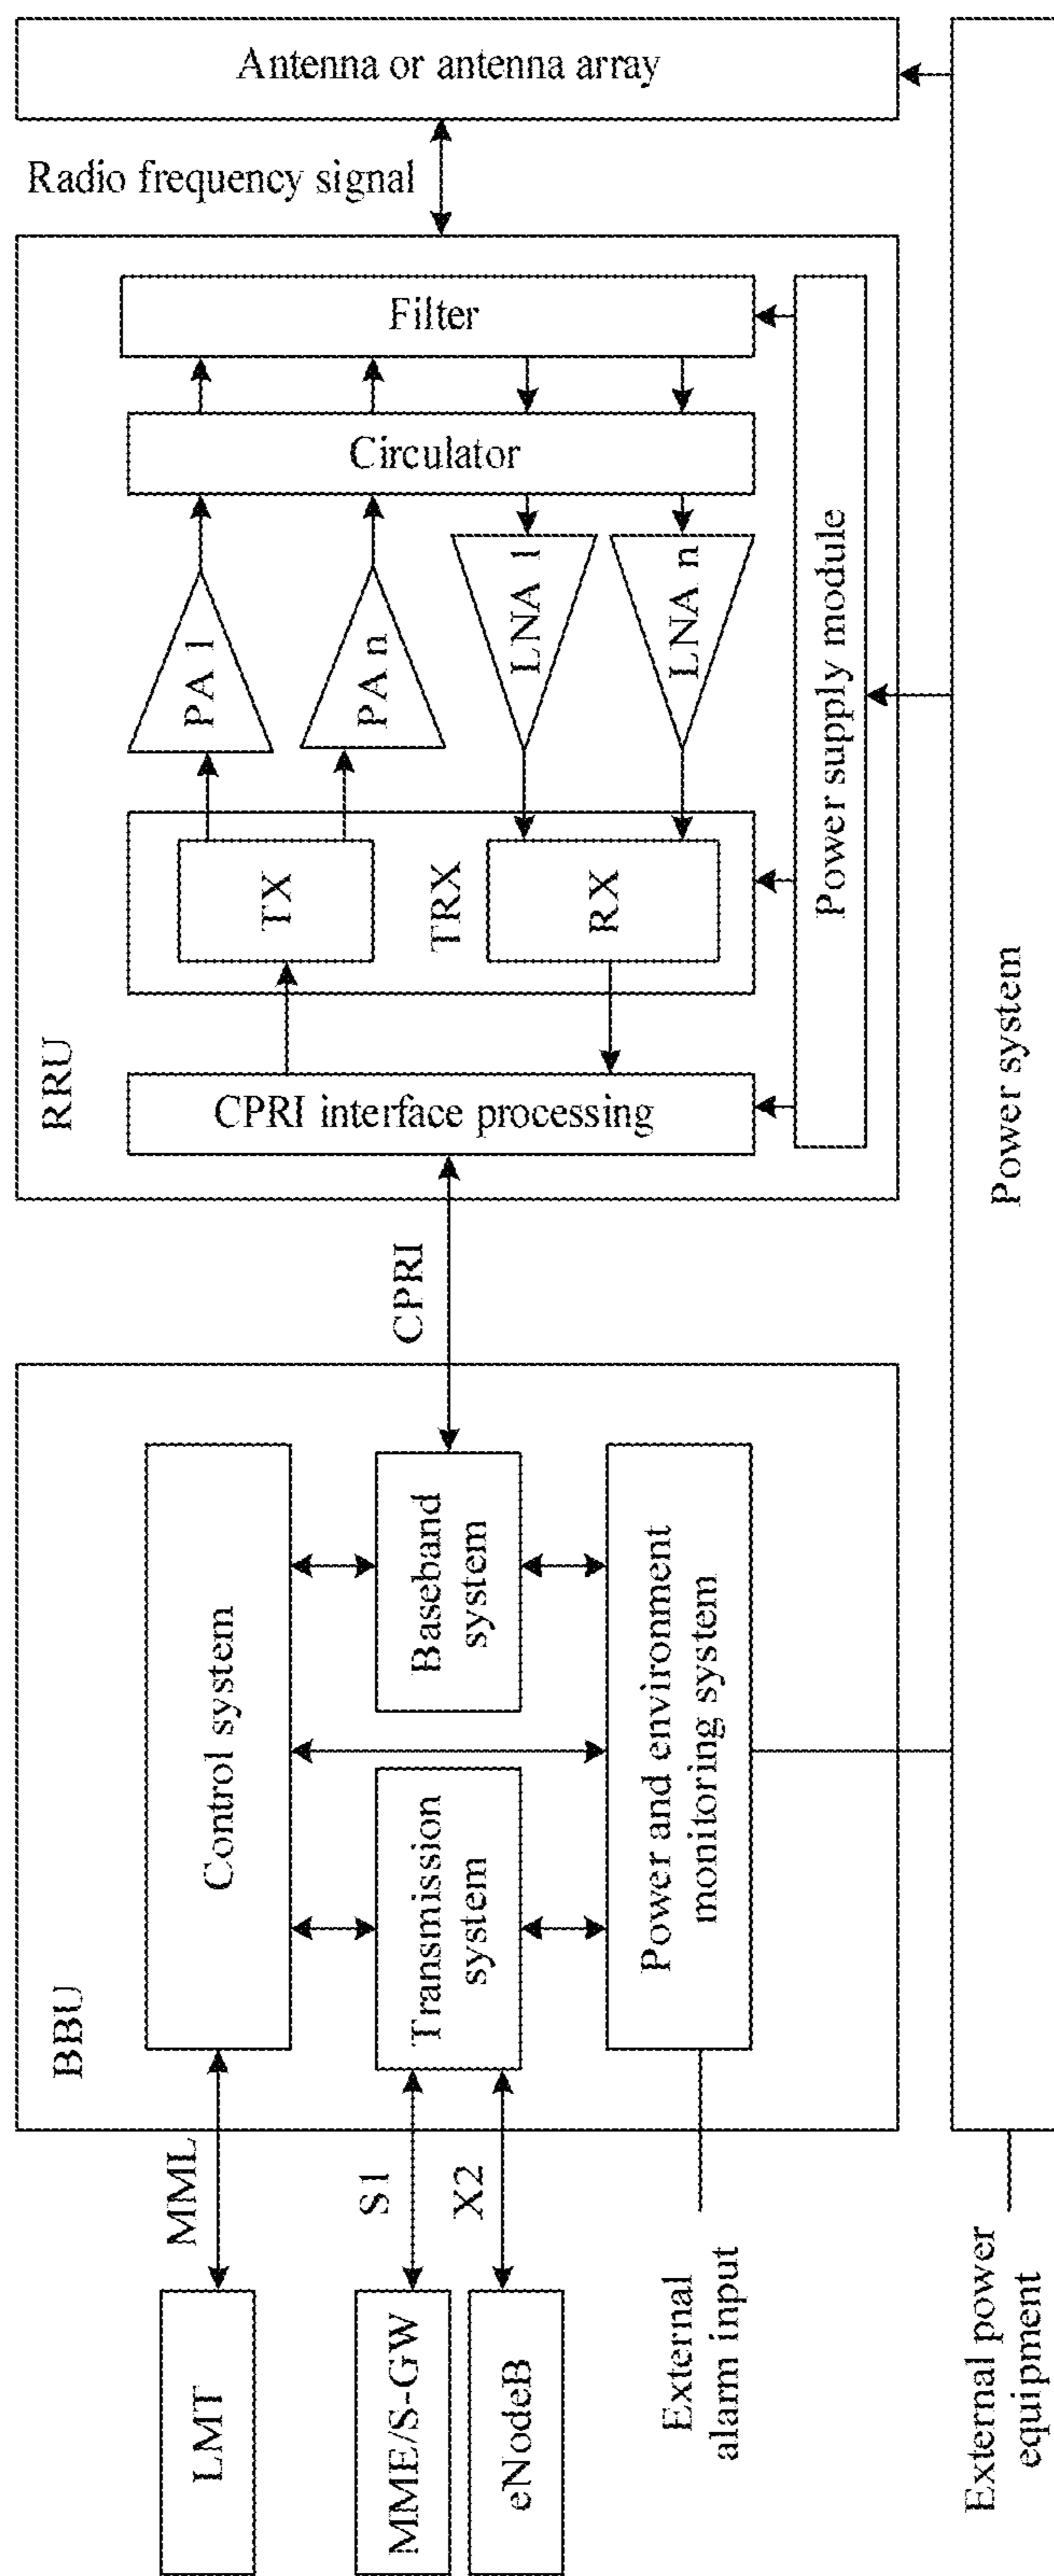 Antenna or antenna array
Radio frequency signal
Filter
Circulator
PA 1
PA n
LNA 1
LNA n
TX
TRX
RX
Power supply module
CPRI interface processing
RRU
Power system
CPRI
BBU
Control system
Baseband
system
Transmission
system
Power and environment
monitoring system
MML
S1
X2
LMT
MME/S-GW
eNodeB
External
alarm input
External power
equipment